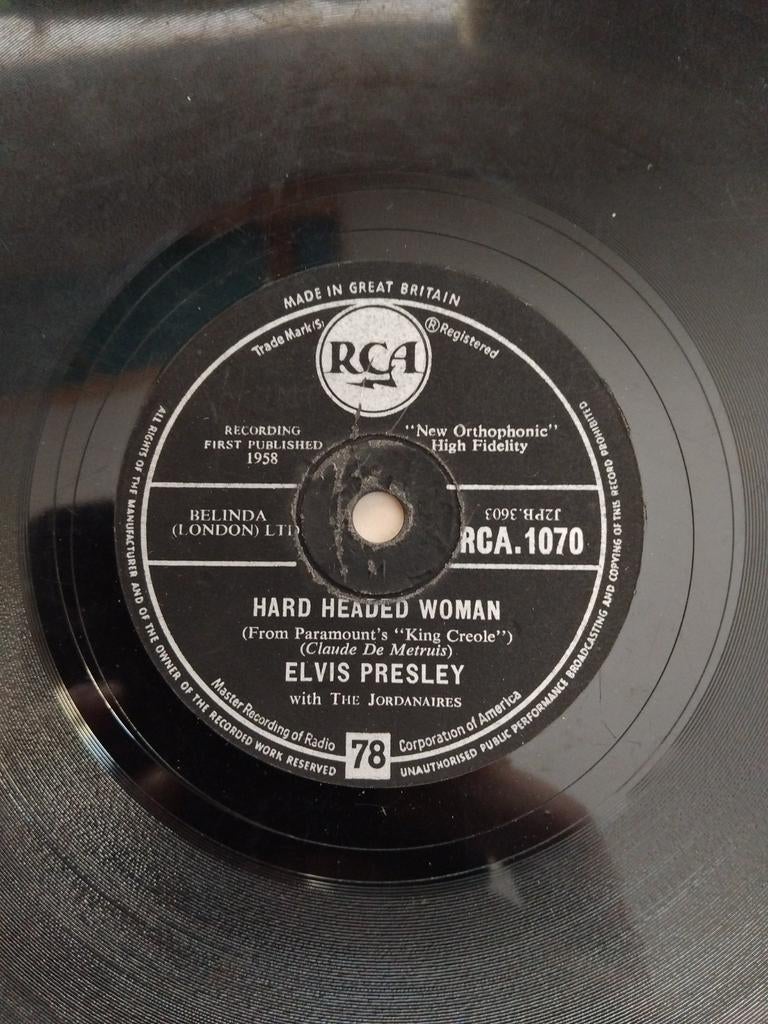 MADE IN GREAT BRITAIN
Trade Mark(s)
RCA
® Registered
RECORDING
FIRST PUBLISHED
1958
"New Orthophonic"
High Fidelity
BELINDA
(LONDON) LTD
J2PB.3603
RCA.1070
HARD HEADED WOMAN
(From Paramount's "King Creole")
(Claude De Metruis)
ELVIS PRESLEY
with THE JORDANAIRES
Master Recording of Radio Corporation of America
78
ALL RIGHTS OF THE MANUFACTURER AND OF THE OWNER OF THE RECORDED WORK RESERVED
UNAUTHORISED PUBLIC PERFORMANCE BROADCASTING AND COPYING OF THIS RECORD PROHIBITED